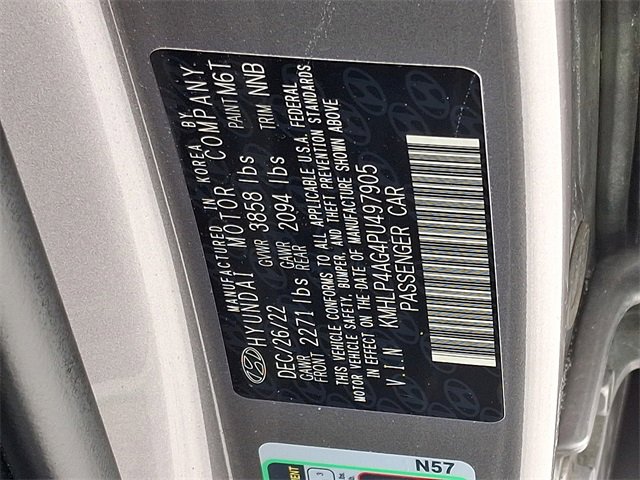 MANUFACTURED IN KOREA BY
HYUNDAI MOTOR COMPANY
DEC/26/22 GVWR 3858 lbs PAINT M6T
GAWR FRONT 2271 lbs GAWR REAR 2094 lbs TRIM NNB
THIS VEHICLE CONFORMS TO ALL APPLICABLE U.S.A. FEDERAL
MOTOR VEHICLE SAFETY, BUMPER, AND THEFT PREVENTION STANDARDS
IN EFFECT ON THE DATE OF MANUFACTURE SHOWN ABOVE
V.I.N KMHLP4AG4PU497905
PASSENGER CAR
N57
3